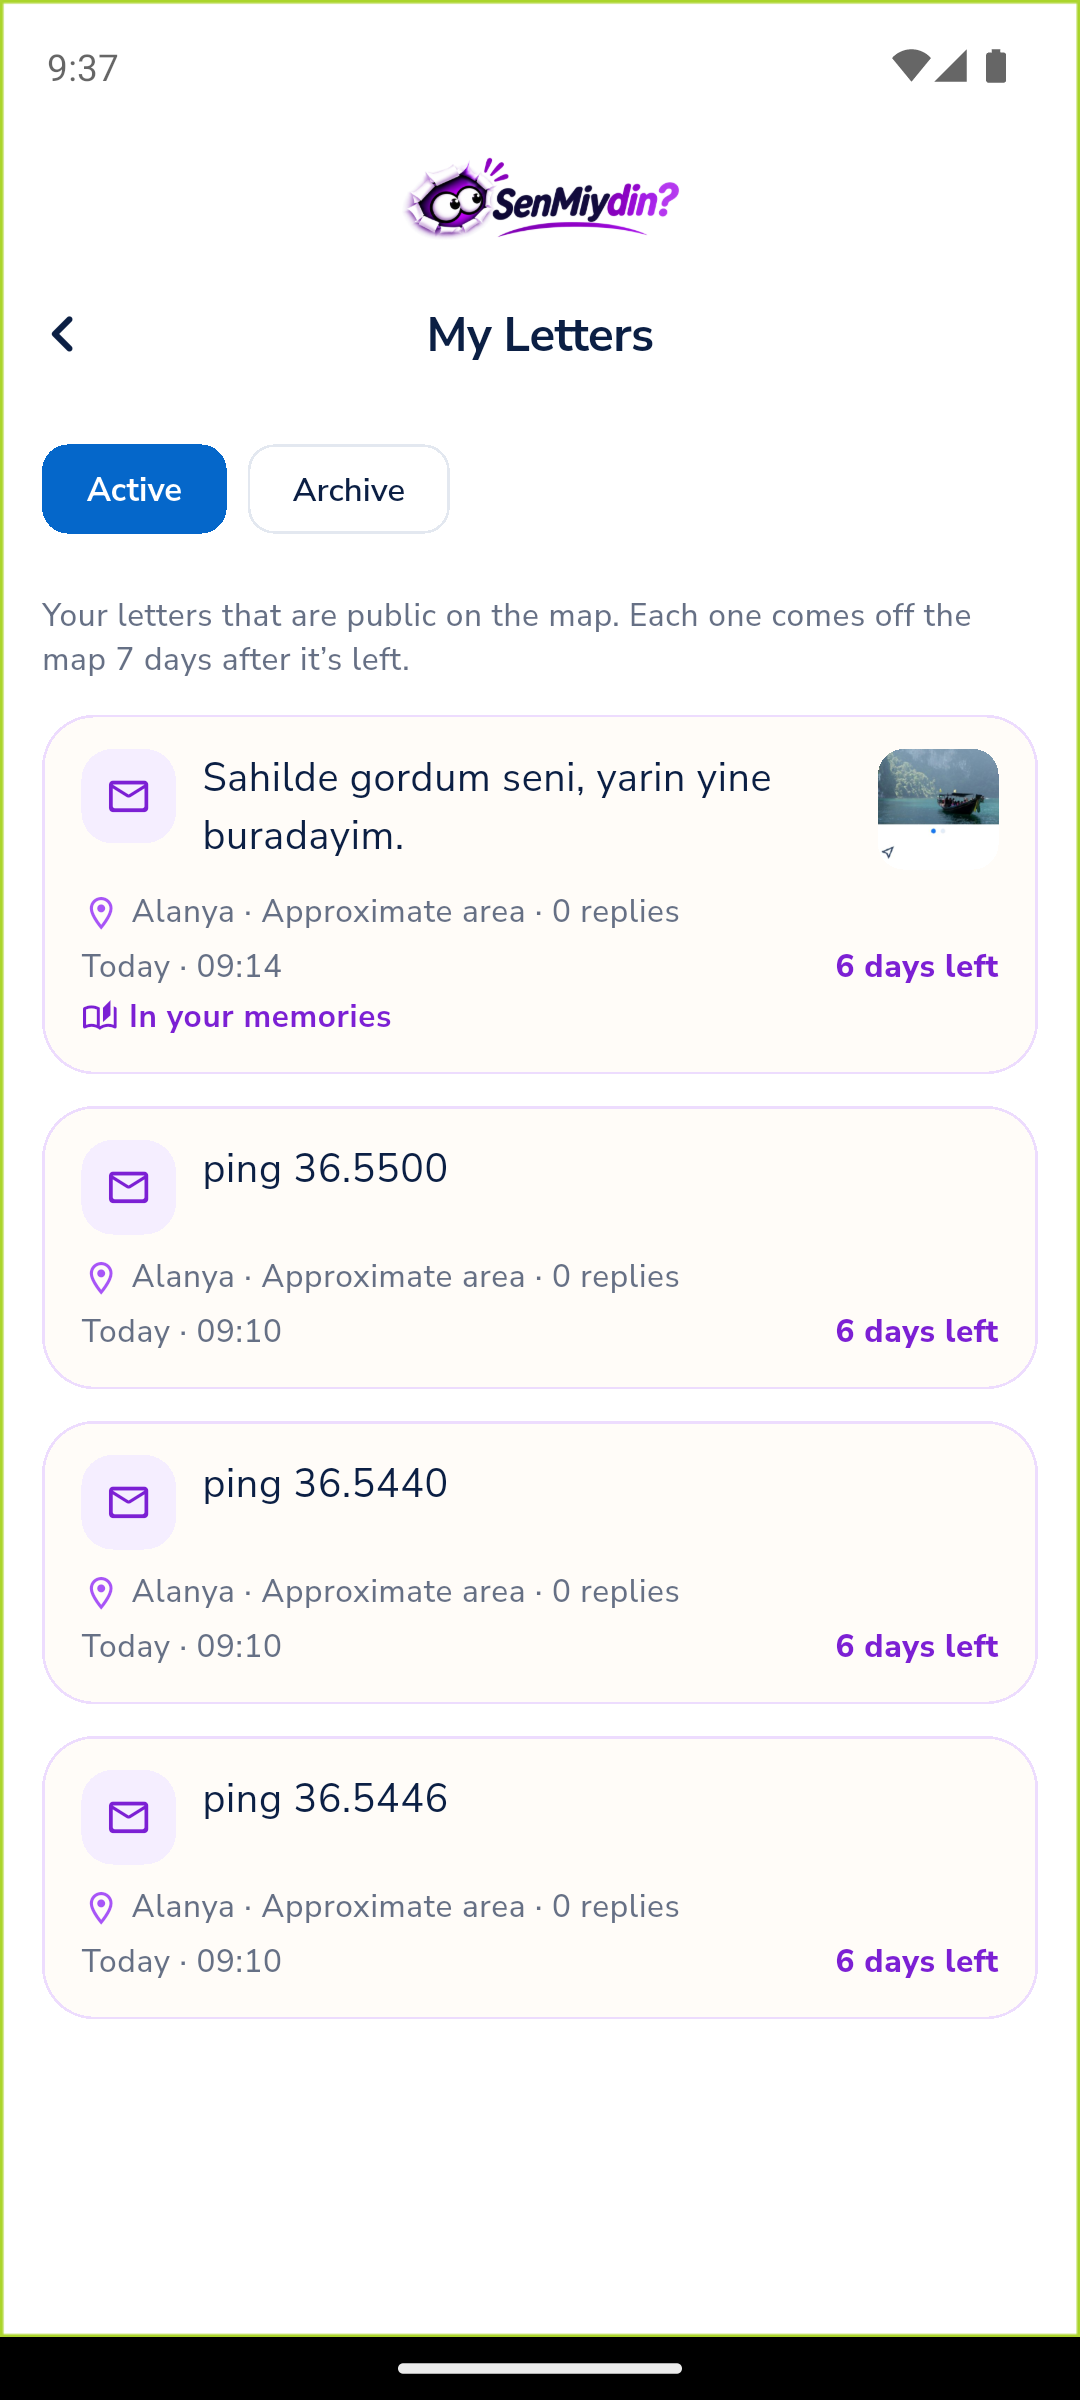 9:37
SenMiydin?
My Letters
Active
Archive
Your letters that are public on the map. Each one comes off the
map 7 days after it’s left.
Sahilde gordum seni, yarin yine
buradayim.
Alanya · Approximate area · 0 replies
Today · 09:14
6 days left
In your memories
ping 36.5500
Alanya · Approximate area · 0 replies
Today · 09:10
6 days left
ping 36.5440
Alanya · Approximate area · 0 replies
Today · 09:10
6 days left
ping 36.5446
Alanya · Approximate area · 0 replies
Today · 09:10
6 days left